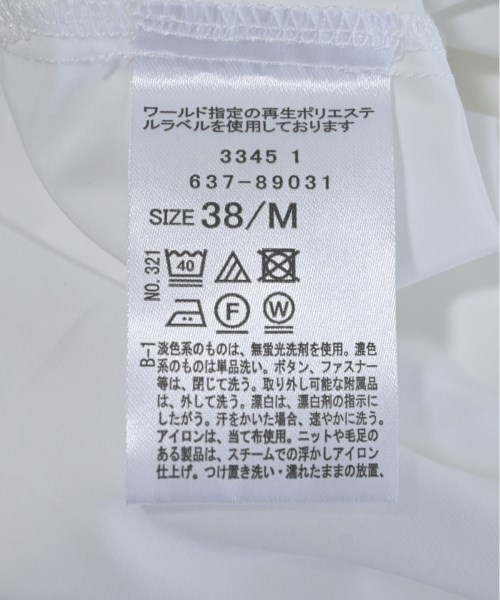 ワールド指定の再生ポリエステ
ルラベルを使用しております
3345 1
637-89031
SIZE 38/M
NO. 321
40
F
W
B-1
淡色系のものは、無蛍光洗剤を使用。濃色
系のものは単品洗い。ボタン、ファスナー
等は、閉じて洗う。取り外し可能な附属品
は、外して洗う。漂白は、漂白剤の指示に
したがう。汗をかいた場合、速やかに洗う。
アイロンは、当て布使用。ニットや毛足の
ある製品は、スチームでの浮かしアイロン
仕上げ。つけ置き洗い・濡れたままの放置、